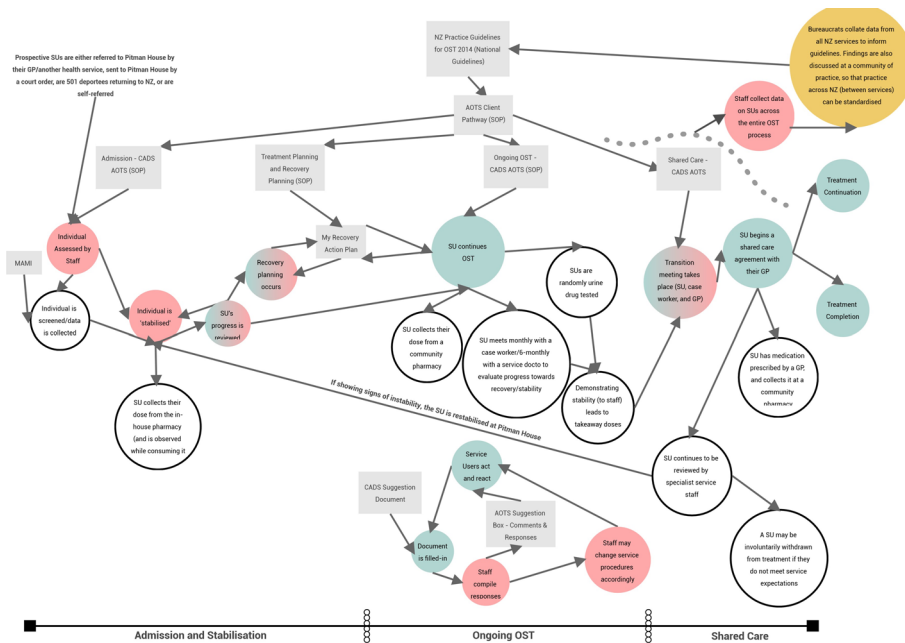 Prospective SUs are either referred to Pitman House by
their GP/another health service, sent to Pitman House by
a court order, are 501 deportees returning to NZ, or are
self-referred
NZ Practice Guidelines
for OST 2014 (National
Guidelines)
Bureaucrats collate data from
all NZ services to inform
guidelines. Findings are also
discussed at a community of
practice, so that practice
across NZ (between services)
can be standardised
Staff collect data
on SUs across
the entire OST
process
AOTS Client
Pathway (SOP)
Admission - CADS
AOTS (SOP)
Treatment Planning
and Recovery
Planning (SOP)
Ongoing OST -
CADS AOTS (SOP)
Shared Care -
CADS AOTS
Treatment
Continuation
Individual
Assessed by
Staff
MAMI
My Recovery
Action Plan
SU continues
OST
SU begins a
shared care
agreement with
their GP
Recovery
planning
occurs
SUs are
randomly urine
drug tested
Transition
meeting takes
place (SU, case
worker, and GP)
Individual is
screened/data
is collected
Individual is
'stabilised'
SU's
progress is
reviewed
Treatment
Completion
SU collects their
dose from a
community
pharmacy
SU meets monthly with a
case worker/6-monthly
with a service docto to
evaluate progress towards
recovery/stability
Demonstrating
stability (to staff)
leads to
takeaway doses
SU has medication
prescribed by a GP,
and collects it at a
community
pharmacy
SU collects their
dose from the in-
house pharmacy
(and is observed
while consuming it
If showing signs of instability, the SU is restabilised at Pitman House
SU continues to be
reviewed by
specialist service
staff
Service
Users act
and react
CADS Suggestion
Document
AOTS Suggestion
Box - Comments &
Responses
Document
is filled-in
Staff
compile
responses
Staff may
change service
procedures
accordingly
A SU may be
involuntarily withdrawn
from treatment if they
do not meet service
expectations
Admission and Stabilisation
Ongoing OST
Shared Care